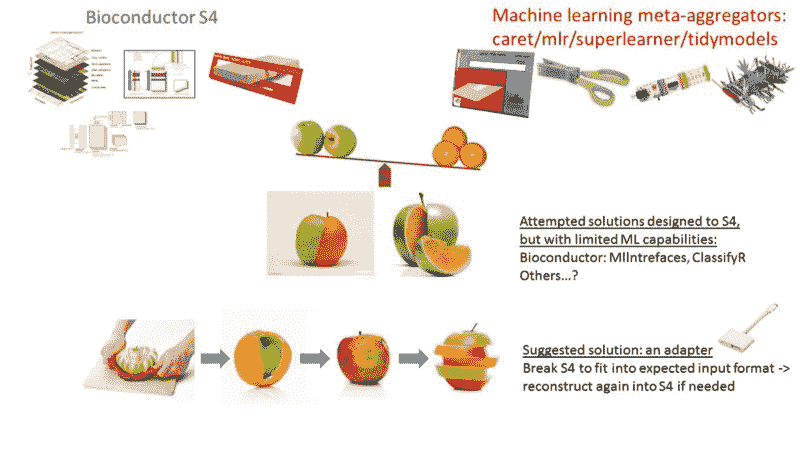 Bioconductor S4
Machine learning meta-aggregators:
caret/mlr/superlearner/tidymodels
Attempted solutions designed to S4,
but with limited ML capabilities:
Bioconductor: MlIntrefaces, ClassifyR
Others...?
Suggested solution: an adapter
Break S4 to fit into expected input format ->
reconstruct again into S4 if needed